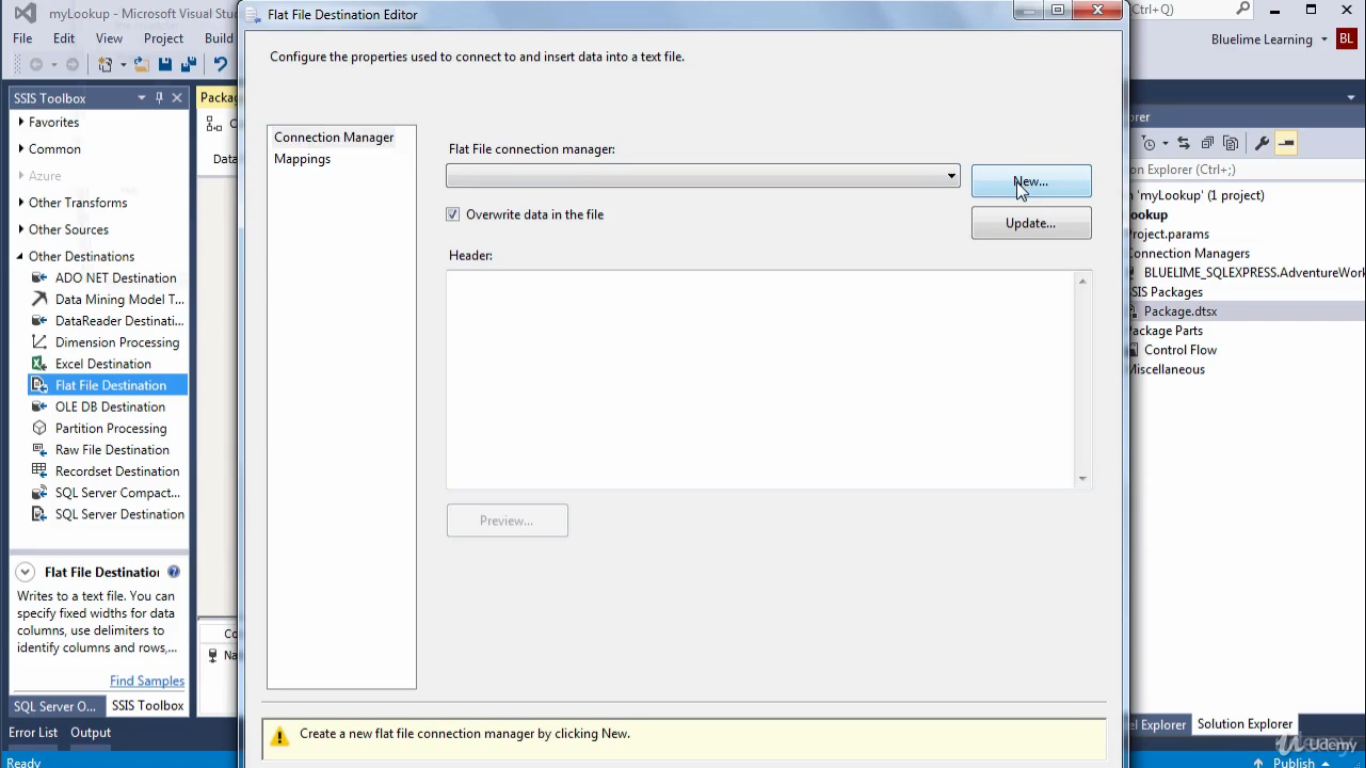 myLookup - Microsoft Visual Stu
Flat File Destination Editor
Ctrl+Q)
File Edit View Project Build
Bluelime Learning BL
Configure the properties used to connect to and insert data into a text file.
SSIS Toolbox
Packag
Favorites
Common
Azure
Other Transforms
Other Sources
Other Destinations
ADO NET Destination
Data Mining Model T...
DataReader Destinati...
Dimension Processing
Excel Destination
Flat File Destination
OLE DB Destination
Partition Processing
Raw File Destination
Recordset Destination
SQL Server Compact...
SQL Server Destination
Flat File Destination
Writes to a text file. You can
specify fixed widths for data
columns, use delimiters to
identify columns and rows,...
Find Samples
SQL Server O... SSIS Toolbox
Error List Output
Ready
C
Data
Co
Na
Connection Manager
Mappings
Flat File connection manager:
New...
Overwrite data in the file
Update...
Header:
Preview...
Create a new flat file connection manager by clicking New.
orer
on Explorer (Ctrl+;)
n 'myLookup' (1 project)
ookup
roject.params
onnection Managers
BLUELIME_SQLEXPRESS.AdventureWork
SIS Packages
Package.dtsx
ackage Parts
Control Flow
Miscellaneous
el Explorer Solution Explorer
Udemy
Publish